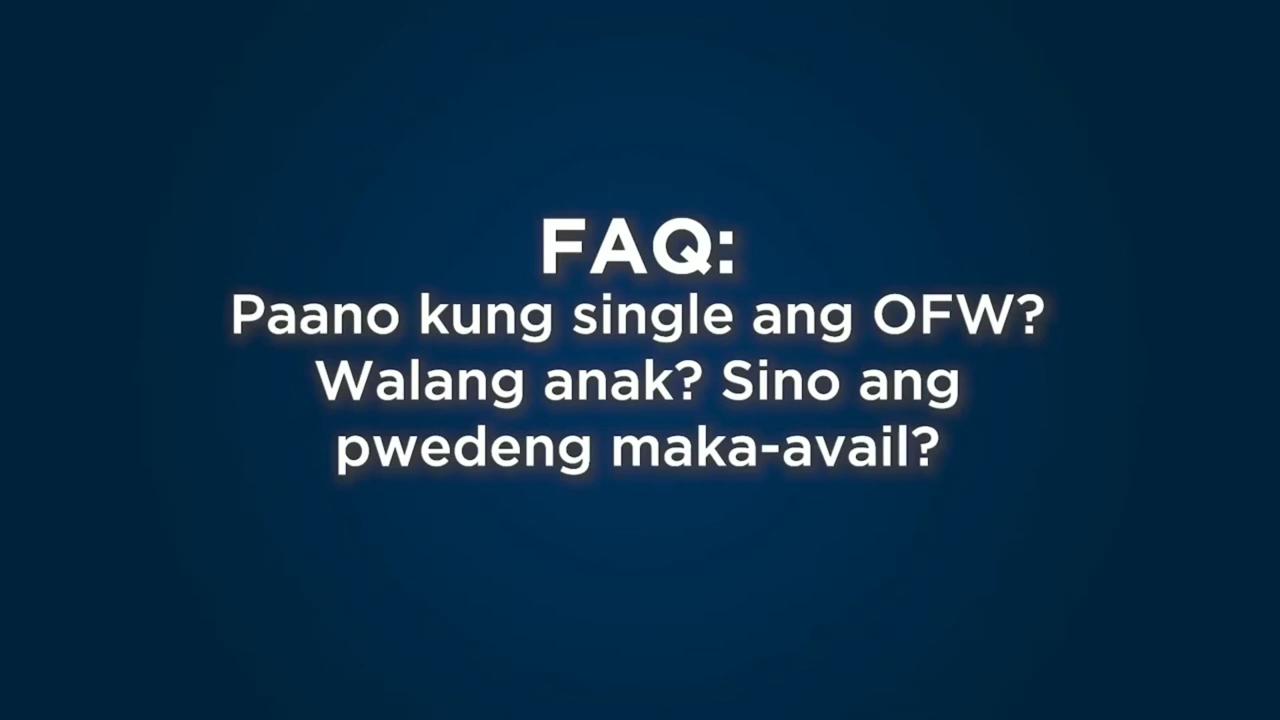 FAQ:
Paano kung single ang OFW?
Walang anak? Sino ang
pwedeng maka-avail?